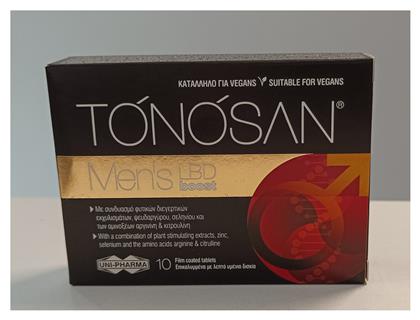 ΚΑΤΑΛΛΗΛΟ ΓΙΑ VEGANS SUITABLE FOR VEGANS
TÓNÓSAN®
Men's LBD boost
▸ Με συνδυασμό φυτικών διεγερτικών
εκχυλισμάτων, ψευδαργύρου, σεληνίου και
των αμινοξέων αργινίνη & κιτρουλίνη
▸ With a combination of plant stimulating extracts, zinc,
selenium and the amino acids arginine & citrulline
UNI-PHARMA 10 Film coated tablets
Επικαλυμμένα με λεπτό υμένιο δισκία